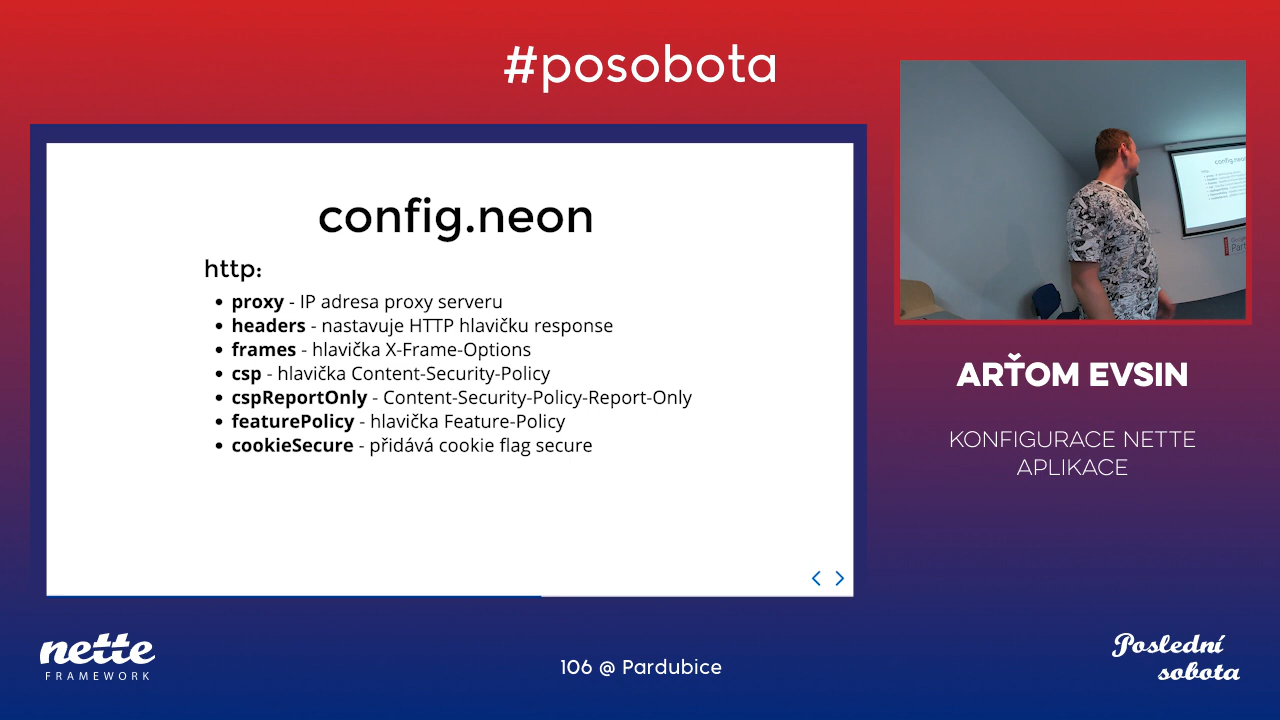 #posobota
config.neon
http:
• proxy - IP adresa proxy serveru
• headers - nastavuje HTTP hlavičku response
• frames - hlavička X-Frame-Options
• csp - hlavička Content-Security-Policy
• cspReportOnly - Content-Security-Policy-Report-Only
• featurePolicy - hlavička Feature-Policy
• cookieSecure - přidává cookie flag secure
config.neon
ARŤOM EVSIN
KONFIGURACE NETTE
APLIKACE
nette
FRAMEWORK
106 @ Pardubice
Poslední
sobota